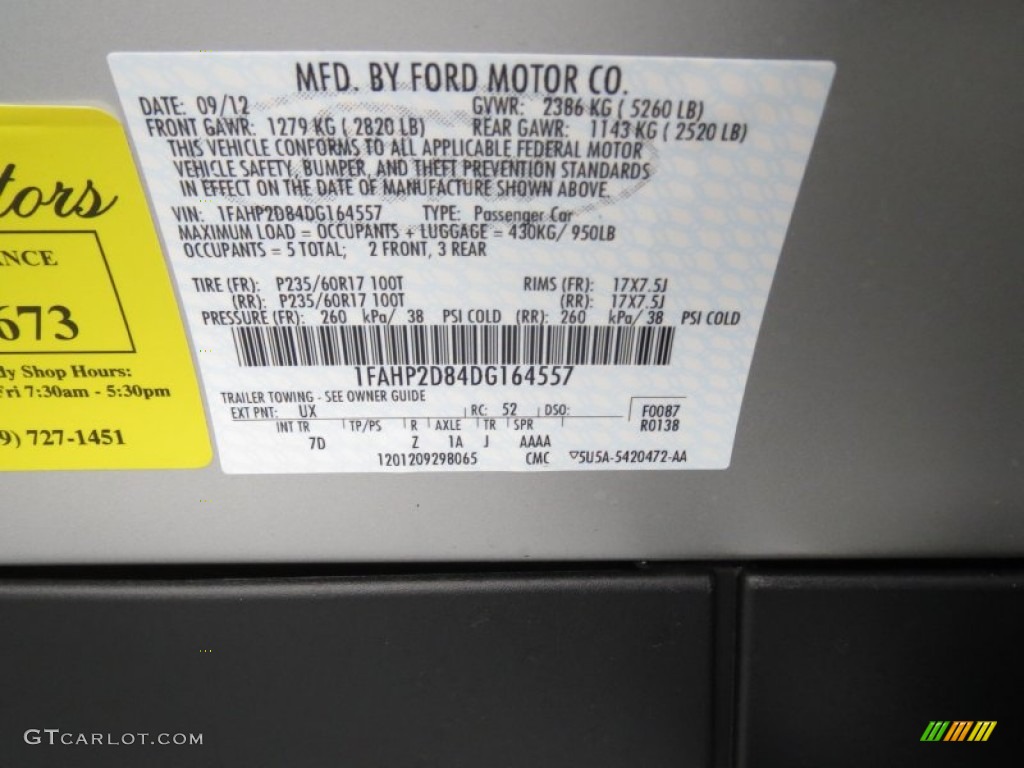 MFD. BY FORD MOTOR CO.
DATE: 09/12 GVWR: 2386 KG ( 5260 LB)
FRONT GAWR: 1279 KG ( 2820 LB) REAR GAWR: 1143 KG ( 2520 LB)
THIS VEHICLE CONFORMS TO ALL APPLICABLE FEDERAL MOTOR
VEHICLE SAFETY, BUMPER, AND THEFT PREVENTION STANDARDS
IN EFFECT ON THE DATE OF MANUFACTURE SHOWN ABOVE.
VIN: 1FAHP2D84DG164557 TYPE: Passenger Car
MAXIMUM LOAD = OCCUPANTS + LUGGAGE = 430KG/ 950LB
OCCUPANTS = 5 TOTAL; 2 FRONT, 3 REAR
TIRE (FR): P235/60R17 100T RIMS (FR): 17X7.5J
(RR): P235/60R17 100T (RR): 17X7.5J
PRESSURE (FR): 260 kPa/ 38 PSI COLD (RR): 260 kPa/ 38 PSI COLD
1FAHP2D84DG164557
TRAILER TOWING - SEE OWNER GUIDE
EXT PNT: UX RC: 52 DSO: F0087
R0138
INT TR TP/PS R AXLE TR SPR
7D Z 1A J AAAA
1201209298065 CMC ▽5U5A-5420472-AA
tors
NCE
673
dy Shop Hours:
Fri 7:30am - 5:30pm
9) 727-1451
GTCARLOT.COM